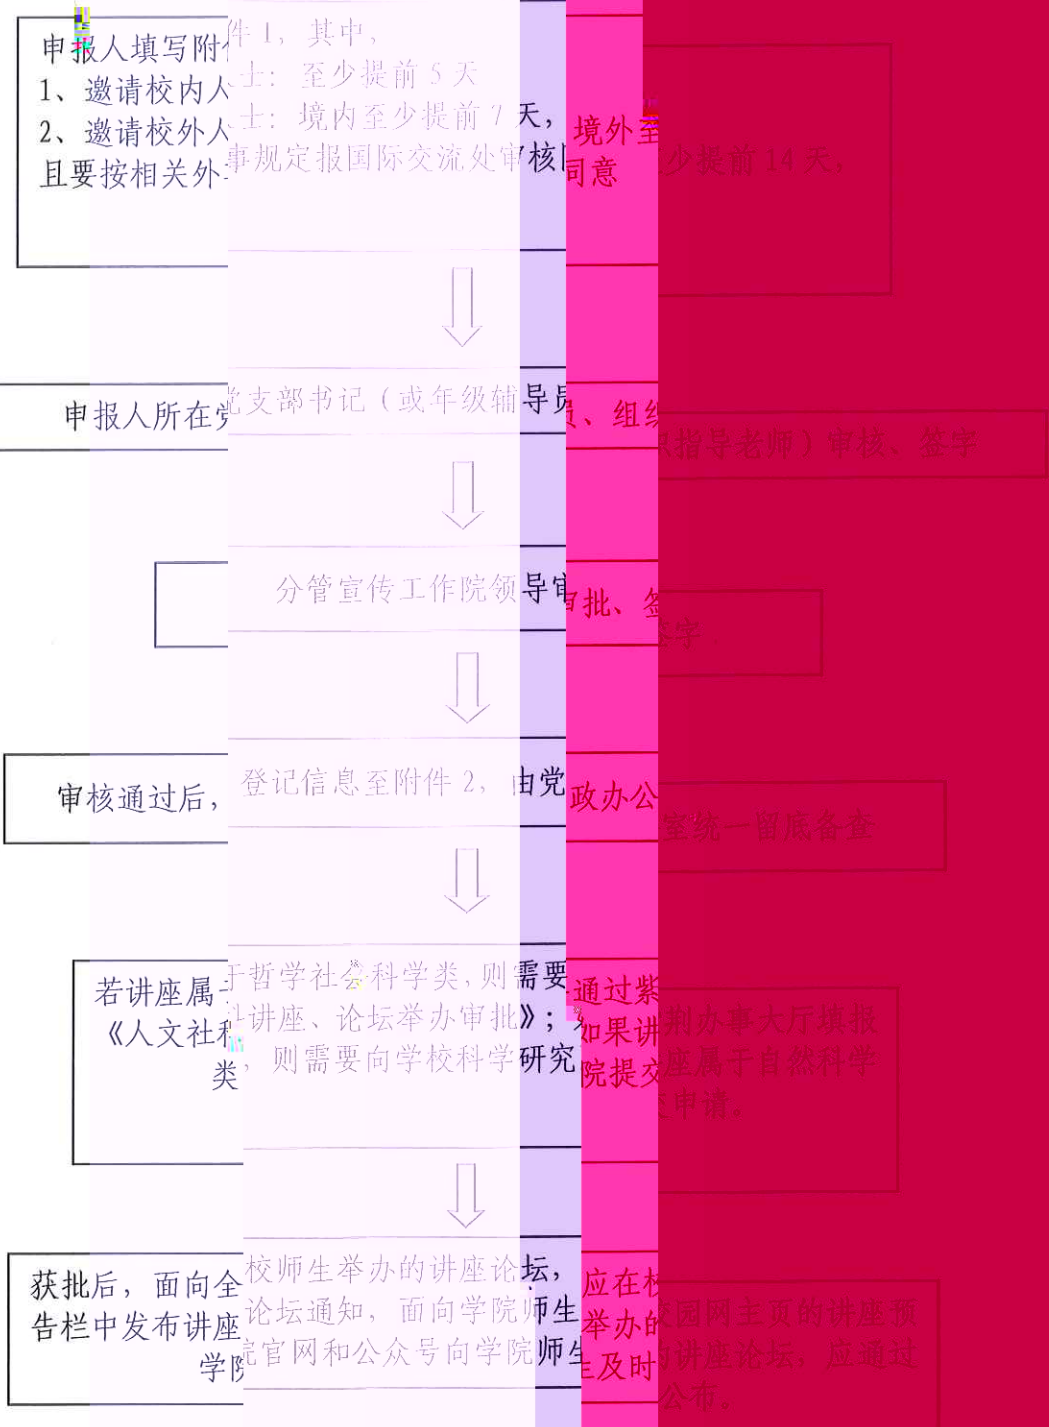 申报人填写附件 1，其中，
1、邀请校内人士：至少提前 5 天
2、邀请校外人士：境内至少提前 7 天，境外至少提前 14 天，
且要按相关外事规定报国际交流处审核同意
申报人所在党支部书记（或年级辅导员、组织指导老师）审核、签字
分管宣传工作院领导审批、签字
审核通过后，登记信息至附件 2，由党政办公室统一留底备查
若讲座属于哲学社会科学类，则需要通过紫荆办事大厅填报
《人文社科讲座、论坛举办审批》；如果讲座属于自然科学
类，则需要向学校科学研究院提交申请。
获批后，面向全校师生举办的讲座论坛，应在校园网主页的讲座预
告栏中发布讲座论坛通知，面向学院师生举办的讲座论坛，应通过
学院官网和公众号向学院师生及时公布。